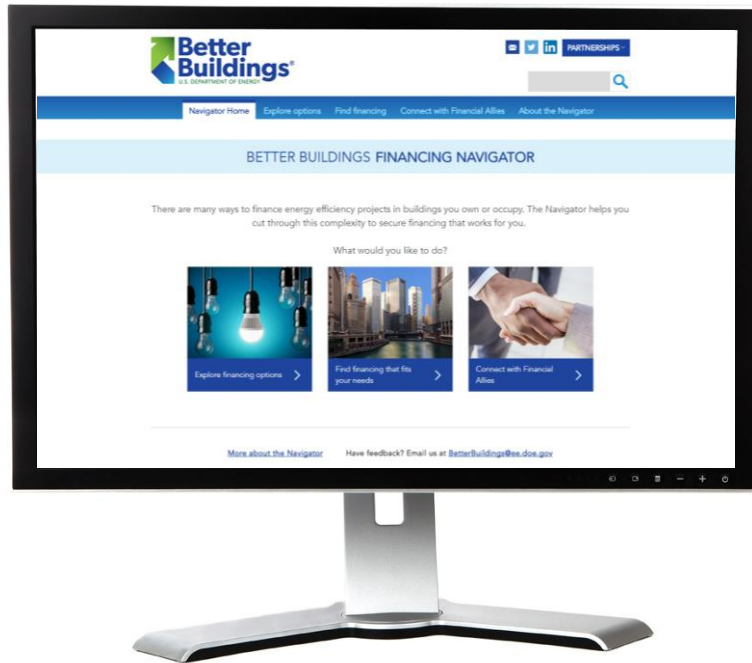 Better
Buildings®
U.S. DEPARTMENT OF ENERGY
PARTNERSHIPS
Navigator Home Explore options Find financing Connect with Financial Allies About the Navigator
BETTER BUILDINGS FINANCING NAVIGATOR
There are many ways to finance energy efficiency projects in buildings you own or occupy. The Navigator helps you
cut through this complexity to secure financing that works for you.
What would you like to do?
Explore financing options
Find financing that fits
your needs
Connect with Financial
Allies
More about the Navigator Have feedback? Email us at BetterBuildings@ee.doe.gov